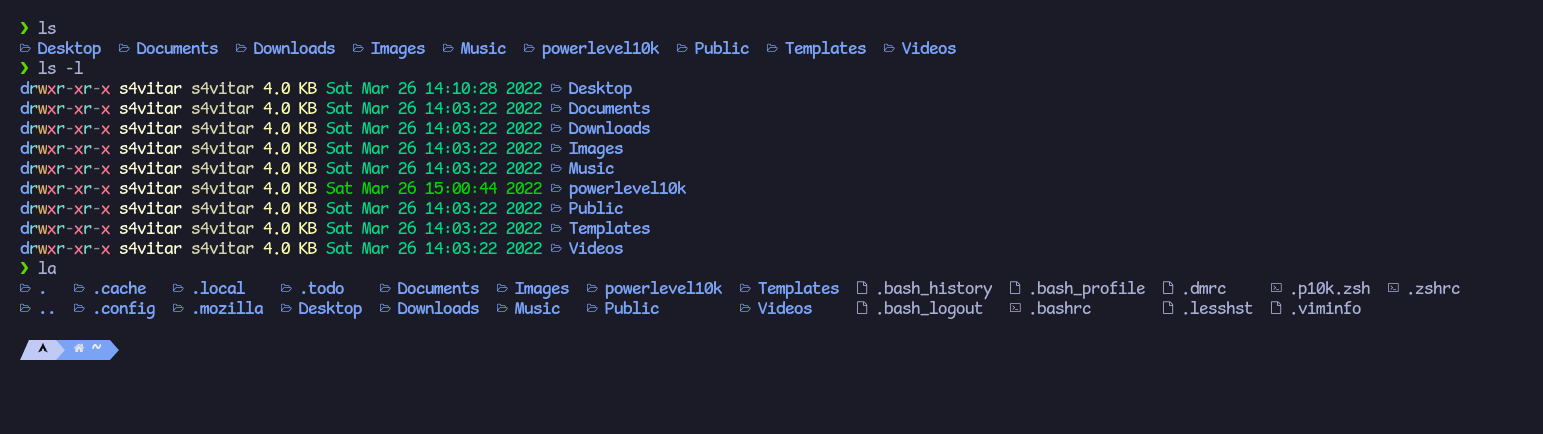 ❯ ls
Desktop Documents Downloads Images Music powerlevel10k Public Templates Videos
❯ ls -l
drwxr-xr-x s4vitar s4vitar 4.0 KB Sat Mar 26 14:10:28 2022 Desktop
drwxr-xr-x s4vitar s4vitar 4.0 KB Sat Mar 26 14:03:22 2022 Documents
drwxr-xr-x s4vitar s4vitar 4.0 KB Sat Mar 26 14:03:22 2022 Downloads
drwxr-xr-x s4vitar s4vitar 4.0 KB Sat Mar 26 14:03:22 2022 Images
drwxr-xr-x s4vitar s4vitar 4.0 KB Sat Mar 26 14:03:22 2022 Music
drwxr-xr-x s4vitar s4vitar 4.0 KB Sat Mar 26 15:00:44 2022 powerlevel10k
drwxr-xr-x s4vitar s4vitar 4.0 KB Sat Mar 26 14:03:22 2022 Public
drwxr-xr-x s4vitar s4vitar 4.0 KB Sat Mar 26 14:03:22 2022 Templates
drwxr-xr-x s4vitar s4vitar 4.0 KB Sat Mar 26 14:03:22 2022 Videos
❯ la
. .cache .local .todo Documents Images powerlevel10k Templates .bash_history .bash_profile .dmrc .p10k.zsh .zshrc
.. .config .mozilla Desktop Downloads Music Public Videos .bash_logout .bashrc .lesshst .viminfo
~